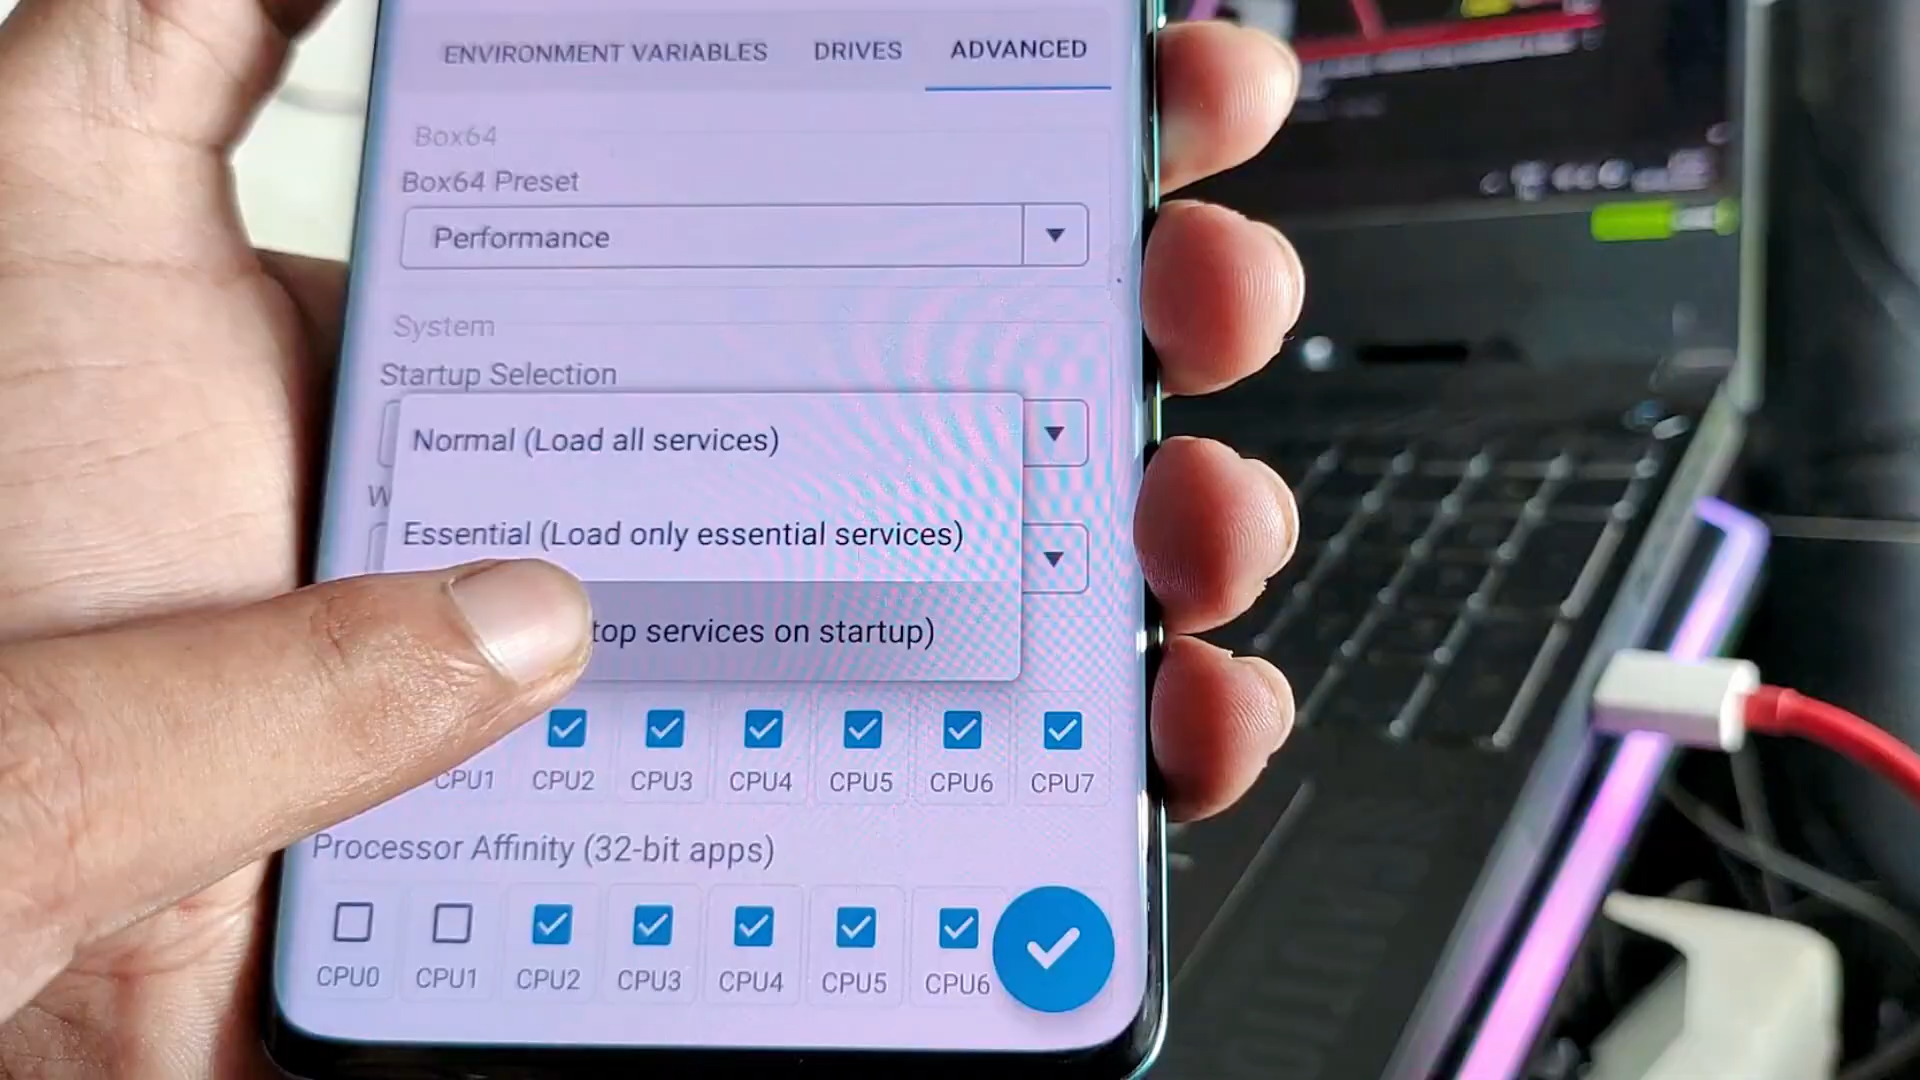 ENVIRONMENT VARIABLES DRIVES ADVANCED
Box64
Box64 Preset
Performance
System
Startup Selection
Normal (Load all services)
W
Essential (Load only essential services)
top services on startup)
CPU1 CPU2 CPU3 CPU4 CPU5 CPU6 CPU7
Processor Affinity (32-bit apps)
CPU0 CPU1 CPU2 CPU3 CPU4 CPU5 CPU6